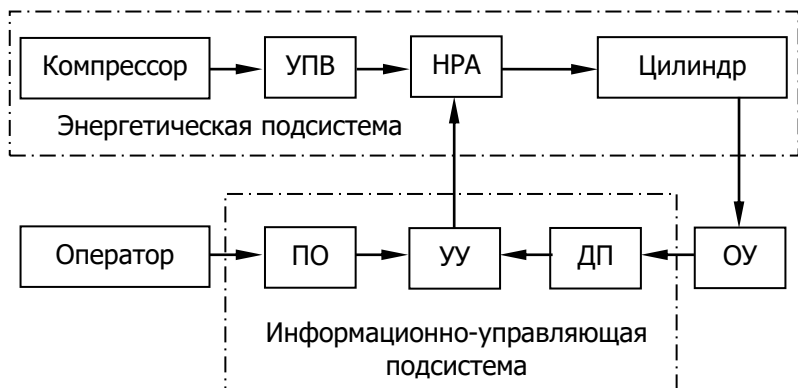 Компрессор
УПВ
НРА
Цилиндр
Энергетическая подсистема
Оператор
ПО
УУ
ДП
ОУ
Информационно-управляющая
подсистема